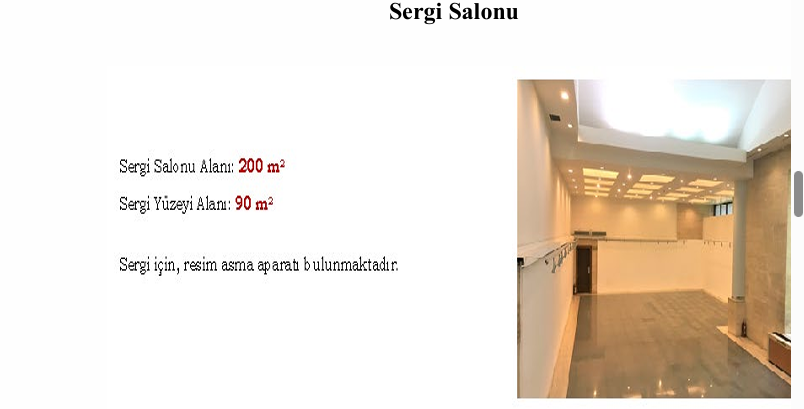 Sergi Salonu
Sergi Salonu Alanı: 200 m²
Sergi Yüzeyi Alanı: 90 m²
Sergi için, resim asma aparatı bulunmaktadır.